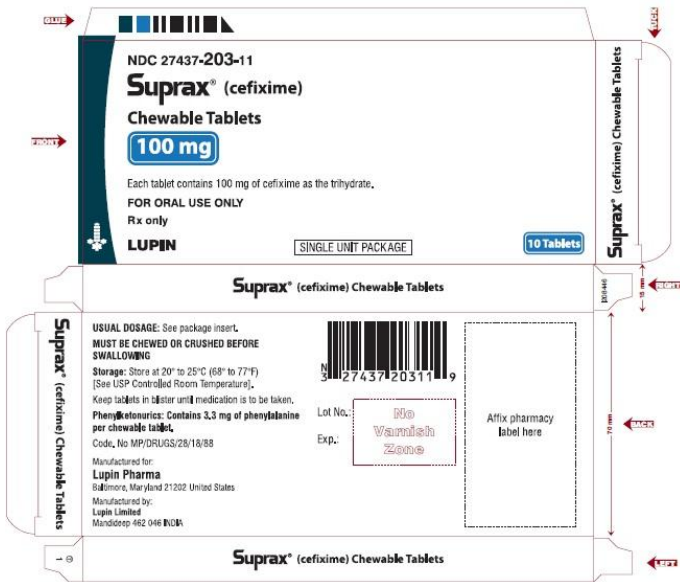 GLUE
TUCK
NDC 27437-203-11
Suprax® (cefixime)
Chewable Tablets
100 mg
FRONT
Each tablet contains 100 mg of cefixime as the trihydrate.
FOR ORAL USE ONLY
Rx only
LUPIN
SINGLE UNIT PACKAGE
10 Tablets
Suprax® (cefixime) Chewable Tablets
Suprax® (cefixime) Chewable Tablets
15 mm
RIGHT
Suprax® (cefixime) Chewable Tablets
USUAL DOSAGE: See package insert.
MUST BE CHEWED OR CRUSHED BEFORE
SWALLOWING
Storage: Store at 20° to 25°C (68° to 77°F)
[See USP Controlled Room Temperature].
Keep tablets in blister until medication is to be taken.
Phenylketonurics: Contains 3.3 mg of phenylalanine
per chewable tablet.
Code. No MP/DRUGS/28/18/88
Manufactured for:
Lupin Pharma
Baltimore, Maryland 21202 United States
Manufactured by:
Lupin Limited
Mandideep 462 046 INDIA
N
3 27437 20311 9
Lot No.:
Exp.:
No
Varnish
Zone
Affix pharmacy
label here
70 mm
BACK
Suprax® (cefixime) Chewable Tablets
1
LEFT